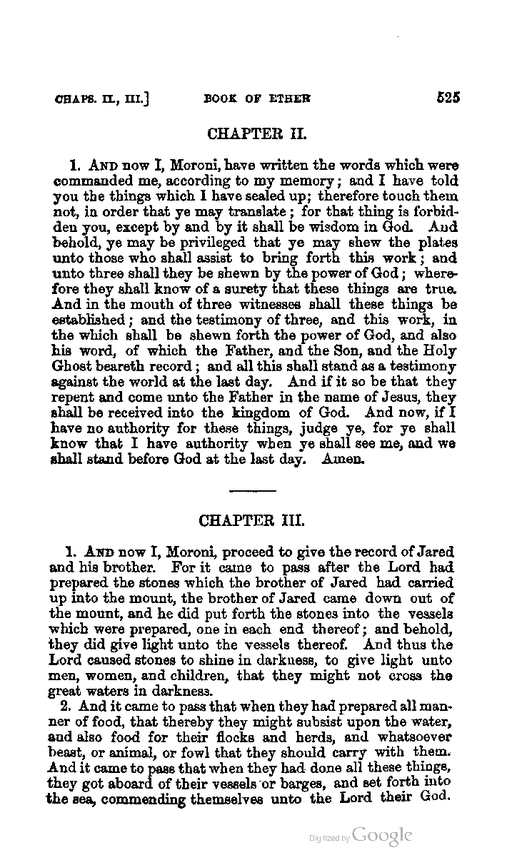 CHAPS. II., III.] BOOK OF ETHER 525
CHAPTER II.
1. AND now I, Moroni, have written the words which were
commanded me, according to my memory; and I have told
you the things which I have sealed up; therefore touch them
not, in order that ye may translate; for that thing is forbid-
den you, except by and by it shall be wisdom in God. And
behold, ye may be privileged that ye may shew the plates
unto those who shall assist to bring forth this work; and
unto three shall they be shewn by the power of God; where-
fore they shall know of a surety that these things are true.
And in the mouth of three witnesses shall these things be
established; and the testimony of three, and this work, in
the which shall be shewn forth the power of God, and also
his word, of which the Father, and the Son, and the Holy
Ghost beareth record; and all this shall stand as a testimony
against the world at the last day. And if it so be that they
repent and come unto the Father in the name of Jesus, they
shall be received into the kingdom of God. And now, if I
have no authority for these things, judge ye, for ye shall
know that I have authority when ye shall see me, and we
shall stand before God at the last day. Amen.
CHAPTER III.
1. AND now I, Moroni, proceed to give the record of Jared
and his brother. For it came to pass after the Lord had
prepared the stones which the brother of Jared had carried
up into the mount, the brother of Jared came down out of
the mount, and he did put forth the stones into the vessels
which were prepared, one in each end thereof; and behold,
they did give light unto the vessels thereof. And thus the
Lord caused stones to shine in darkness, to give light unto
men, women, and children, that they might not cross the
great waters in darkness.
2. And it came to pass that when they had prepared all man-
ner of food, that thereby they might subsist upon the water,
and also food for their flocks and herds, and whatsoever
beast, or animal, or fowl that they should carry with them.
And it came to pass that when they had done all these things,
they got aboard of their vessels or barges, and set forth into
the sea, commending themselves unto the Lord their God.
Digitized by Google